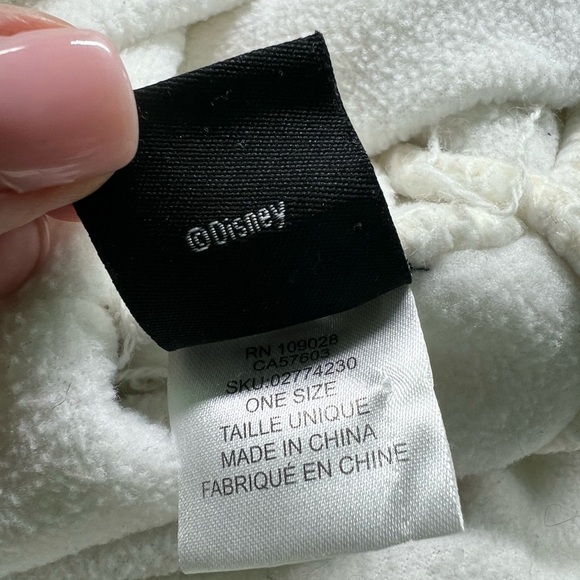 ©Disney
RN 109028
CA57603
SKU:02774230
ONE SIZE
TAILLE UNIQUE
MADE IN CHINA
FABRIQUÉ EN CHINE